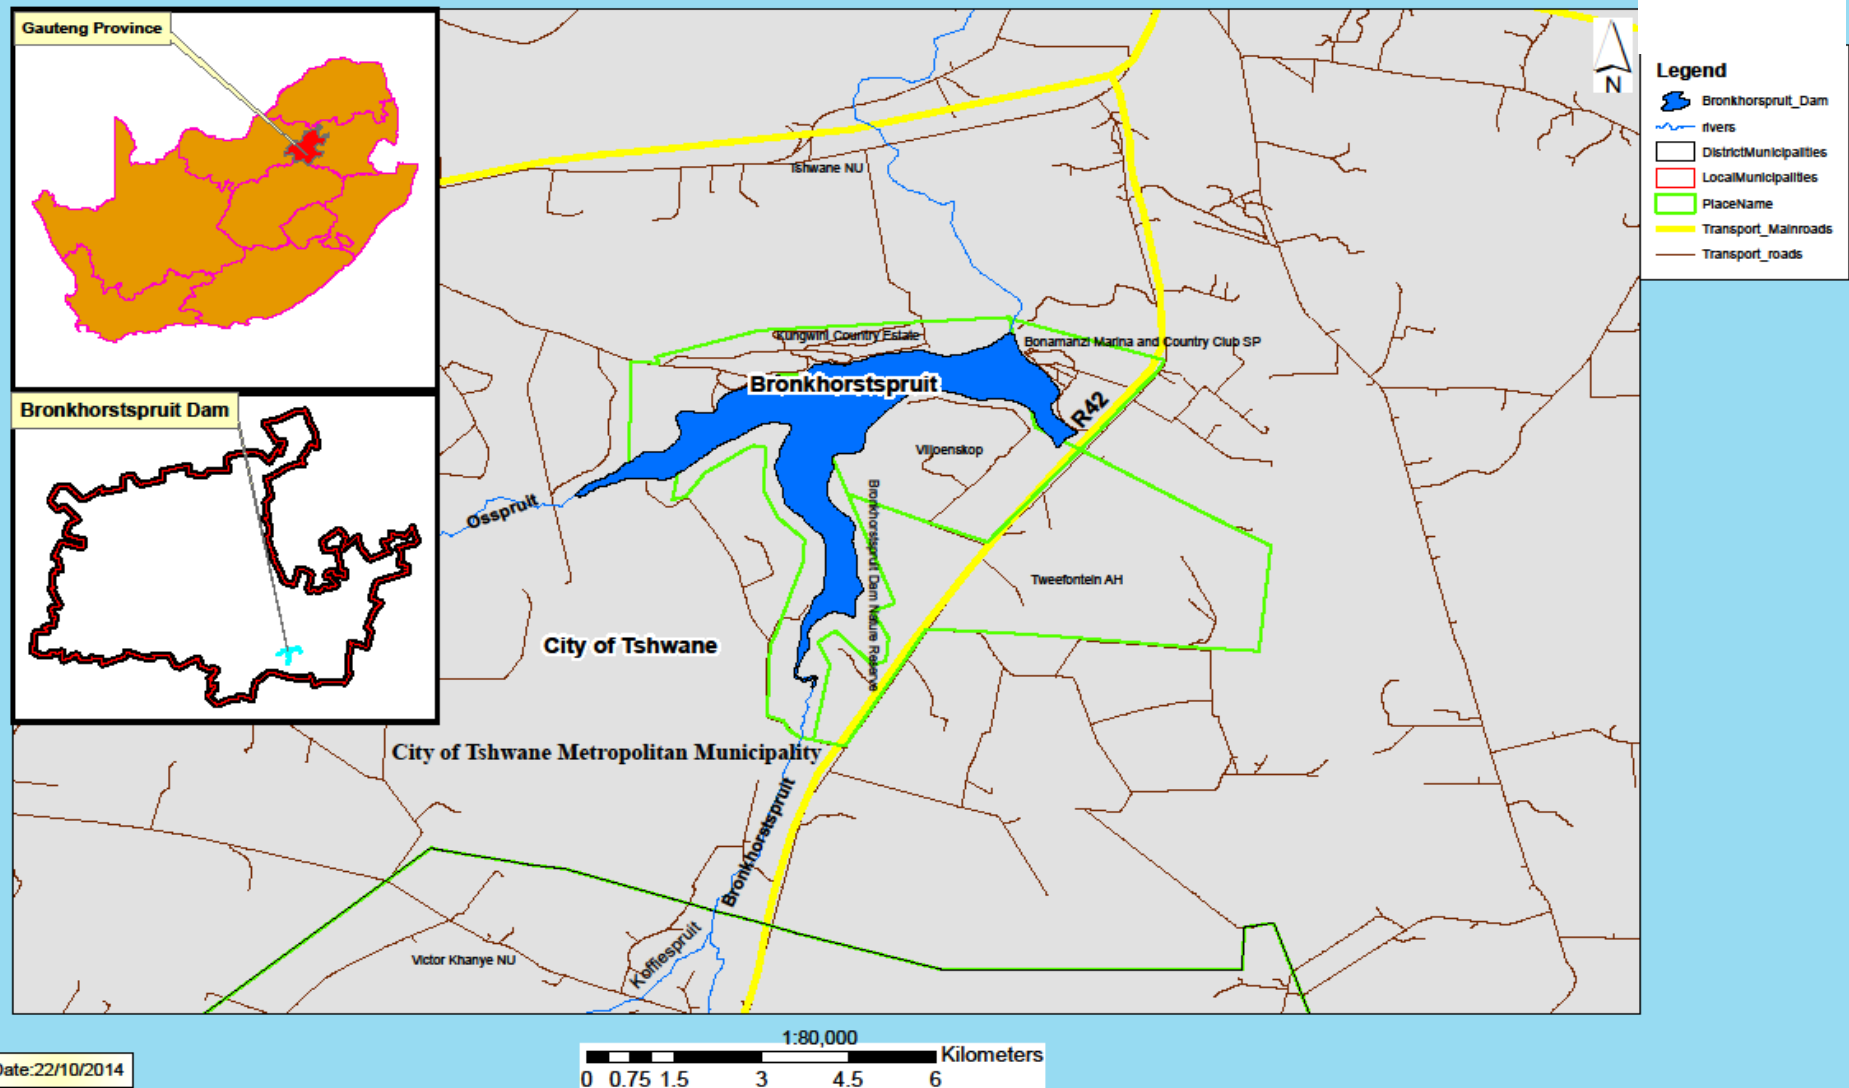 Gauteng Province
Bronkhorstspruit Dam
N
Legend
Bronkhorspruit_Dam
rivers
DistrictMunicipalities
LocalMunicipalities
PlaceName
Transport_Mainroads
Transport_roads
Tshwane NU
Kungwini Country Estate
Bonamanzi Marina and Country Club SP
Bronkhorstspruit
R42
Viljoenskop
Osspruit
Bronkhorstspruit Dam Nature Reserve
Tweefontein AH
City of Tshwane
City of Tshwane Metropolitan Municipality
Bronkhorstspruit
Koffiespruit
Victor Khanye NU
1:80,000
Kilometers
0 0.75 1.5 3 4.5 6
Date:22/10/2014